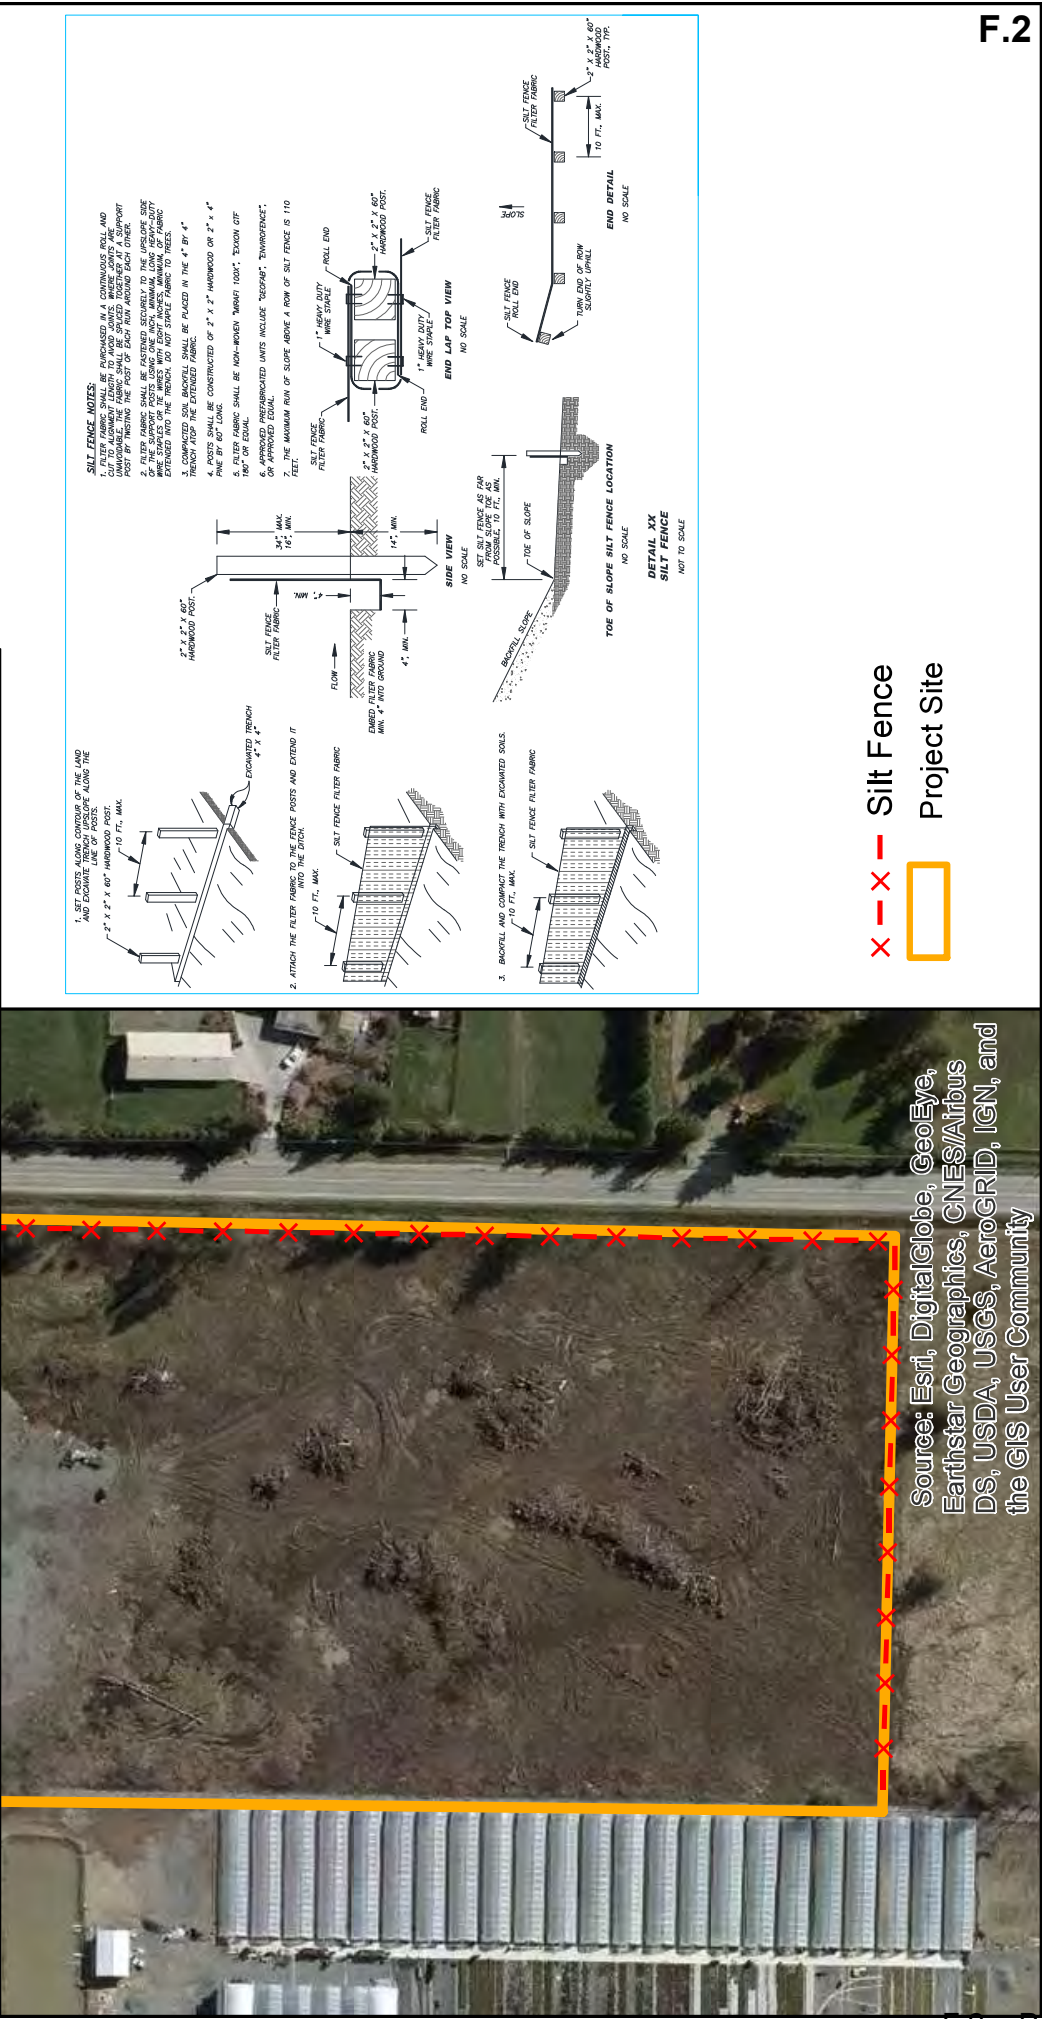 F.2
SILT FENCE NOTES:
1. FILTER FABRIC SHALL BE PURCHASED IN A CONTINUOUS ROLL AND
CUT TO ALIGNMENT LENGTH TO AVOID JOINTS. WHERE JOINTS ARE
UNAVOIDABLE, THE FABRIC SHALL BE SPLICED TOGETHER AT A SUPPORT
POST BY TWISTING THE POST OF EACH RUN AROUND EACH OTHER.
2. FILTER FABRIC SHALL BE FASTENED SECURELY TO THE UPSLOPE SIDE
OF THE SUPPORT POSTS USING ONE INCH, MINIMUM, LONG HEAVY-DUTY
WIRE STAPLES OR TIE WIRES WITH EIGHT INCHES, MINIMUM, OF FABRIC
EXTENDED INTO THE TRENCH. DO NOT STAPLE FABRIC TO TREES.
3. COMPACTED SOIL BACKFILL SHALL BE PLACED IN THE 4" BY 4"
TRENCH ATOP THE EXTENDED FABRIC.
4. POSTS SHALL BE CONSTRUCTED OF 2" X 2" HARDWOOD OR 2" x 4"
PINE BY 60" LONG.
5. FILTER FABRIC SHALL BE NON-WOVEN "MIRAFI 100X", "EXXON GTF
180" OR EQUAL.
6. APPROVED PREFABRICATED UNITS INCLUDE "GEOFAB", "ENVIROFENCE",
OR APPROVED EQUAL.
7. THE MAXIMUM RUN OF SLOPE ABOVE A ROW OF SILT FENCE IS 110
FEET.
1. SET POSTS ALONG CONTOUR OF THE LAND
AND EXCAVATE TRENCH UPSLOPE ALONG THE
LINE OF POSTS.
2" X 2" X 60" HARDWOOD POST.
10 FT., MAX.
EXCAVATED TRENCH
4" X 4"
2. ATTACH THE FILTER FABRIC TO THE FENCE POSTS AND EXTEND IT
INTO THE DITCH.
10 FT., MAX.
SILT FENCE FILTER FABRIC
3. BACKFILL AND COMPACT THE TRENCH WITH EXCAVATED SOILS.
10 FT., MAX.
SILT FENCE FILTER FABRIC
2" X 2" X 60"
HARDWOOD POST.
34", MAX.
16", MIN.
SILT FENCE
FILTER FABRIC
4", MIN.
14", MIN.
FLOW
EMBED FILTER FABRIC
MIN. 4" INTO GROUND
4", MIN.
SIDE VIEW
NO SCALE
SILT FENCE
FILTER FABRIC
1" HEAVY DUTY
WIRE STAPLE
ROLL END
2" X 2" X 60"
HARDWOOD POST.
2" X 2" X 60"
HARDWOOD POST.
ROLL END
1" HEAVY DUTY
WIRE STAPLE
SILT FENCE
FILTER FABRIC
END LAP TOP VIEW
NO SCALE
BACKFILL SLOPE
SET SILT FENCE AS FAR
FROM SLOPE TOE AS
POSSIBLE, 10 FT., MIN.
TOE OF SLOPE
TOE OF SLOPE SILT FENCE LOCATION
NO SCALE
DETAIL XX
SILT FENCE
NOT TO SCALE
SLOPE
SILT FENCE
ROLL END
SILT FENCE
FILTER FABRIC
TURN END OF ROW
SLIGHTLY UPHILL
10 FT., MAX.
2" X 2" X 60"
HARDWOOD
POST., TYP.
END DETAIL
NO SCALE
Silt Fence
Project Site
Source: Esri, DigitalGlobe, GeoEye,
Earthstar Geographics, CNES/Airbus
DS, USDA, USGS, AeroGRID, IGN, and
the GIS User Community